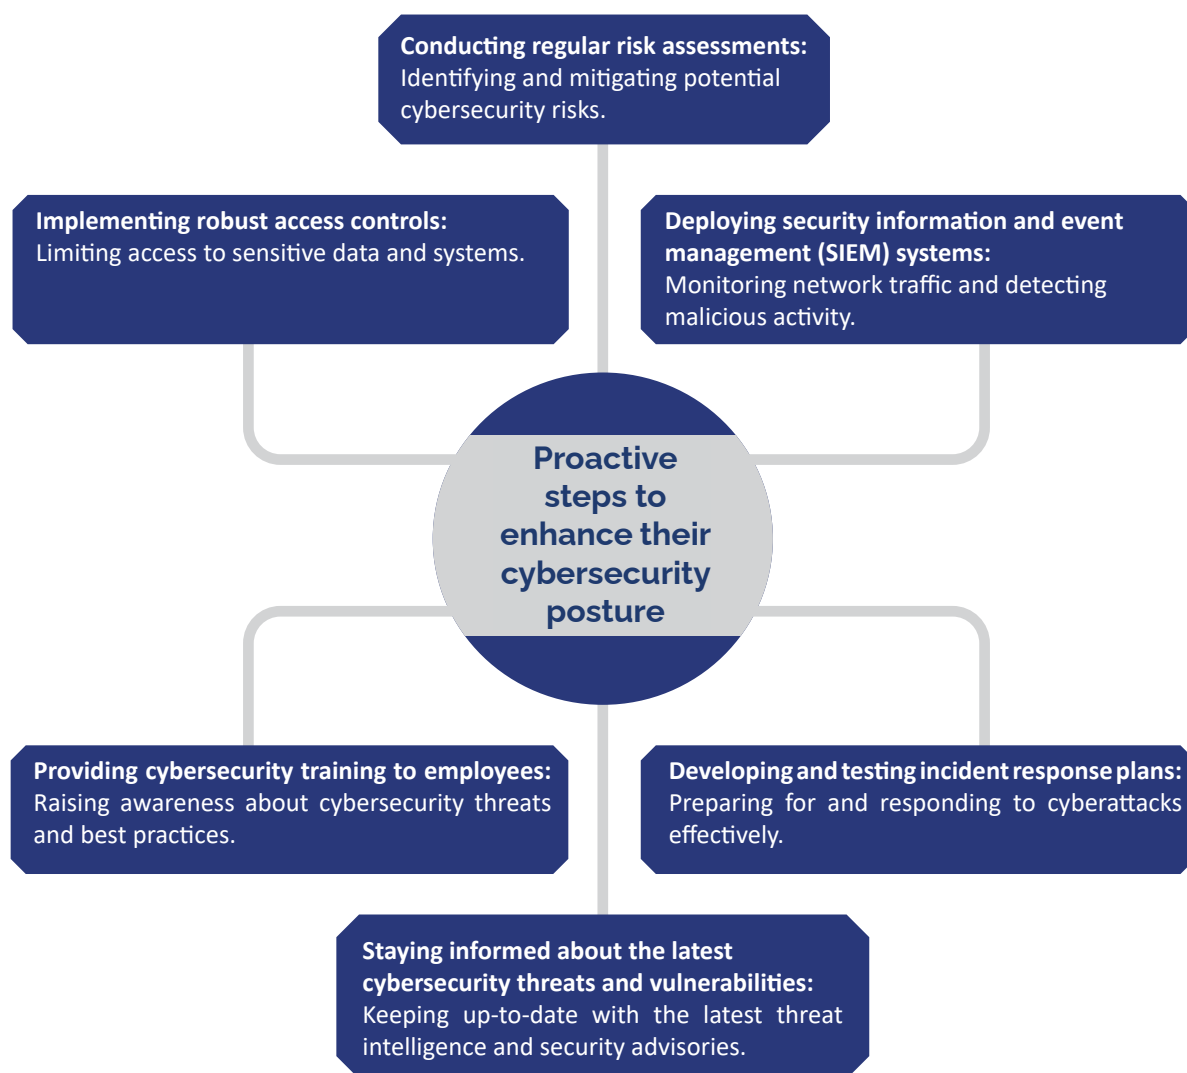 Conducting regular risk assessments:
Identifying and mitigating potential
cybersecurity risks.
Implementing robust access controls:
Limiting access to sensitive data and systems.
Deploying security information and event
management (SIEM) systems:
Monitoring network traffic and detecting
malicious activity.
Proactive
steps to
enhance their
cybersecurity
posture
Providing cybersecurity training to employees:
Raising awareness about cybersecurity threats
and best practices.
Developing and testing incident response plans:
Preparing for and responding to cyberattacks
effectively.
Staying informed about the latest
cybersecurity threats and vulnerabilities:
Keeping up-to-date with the latest threat
intelligence and security advisories.